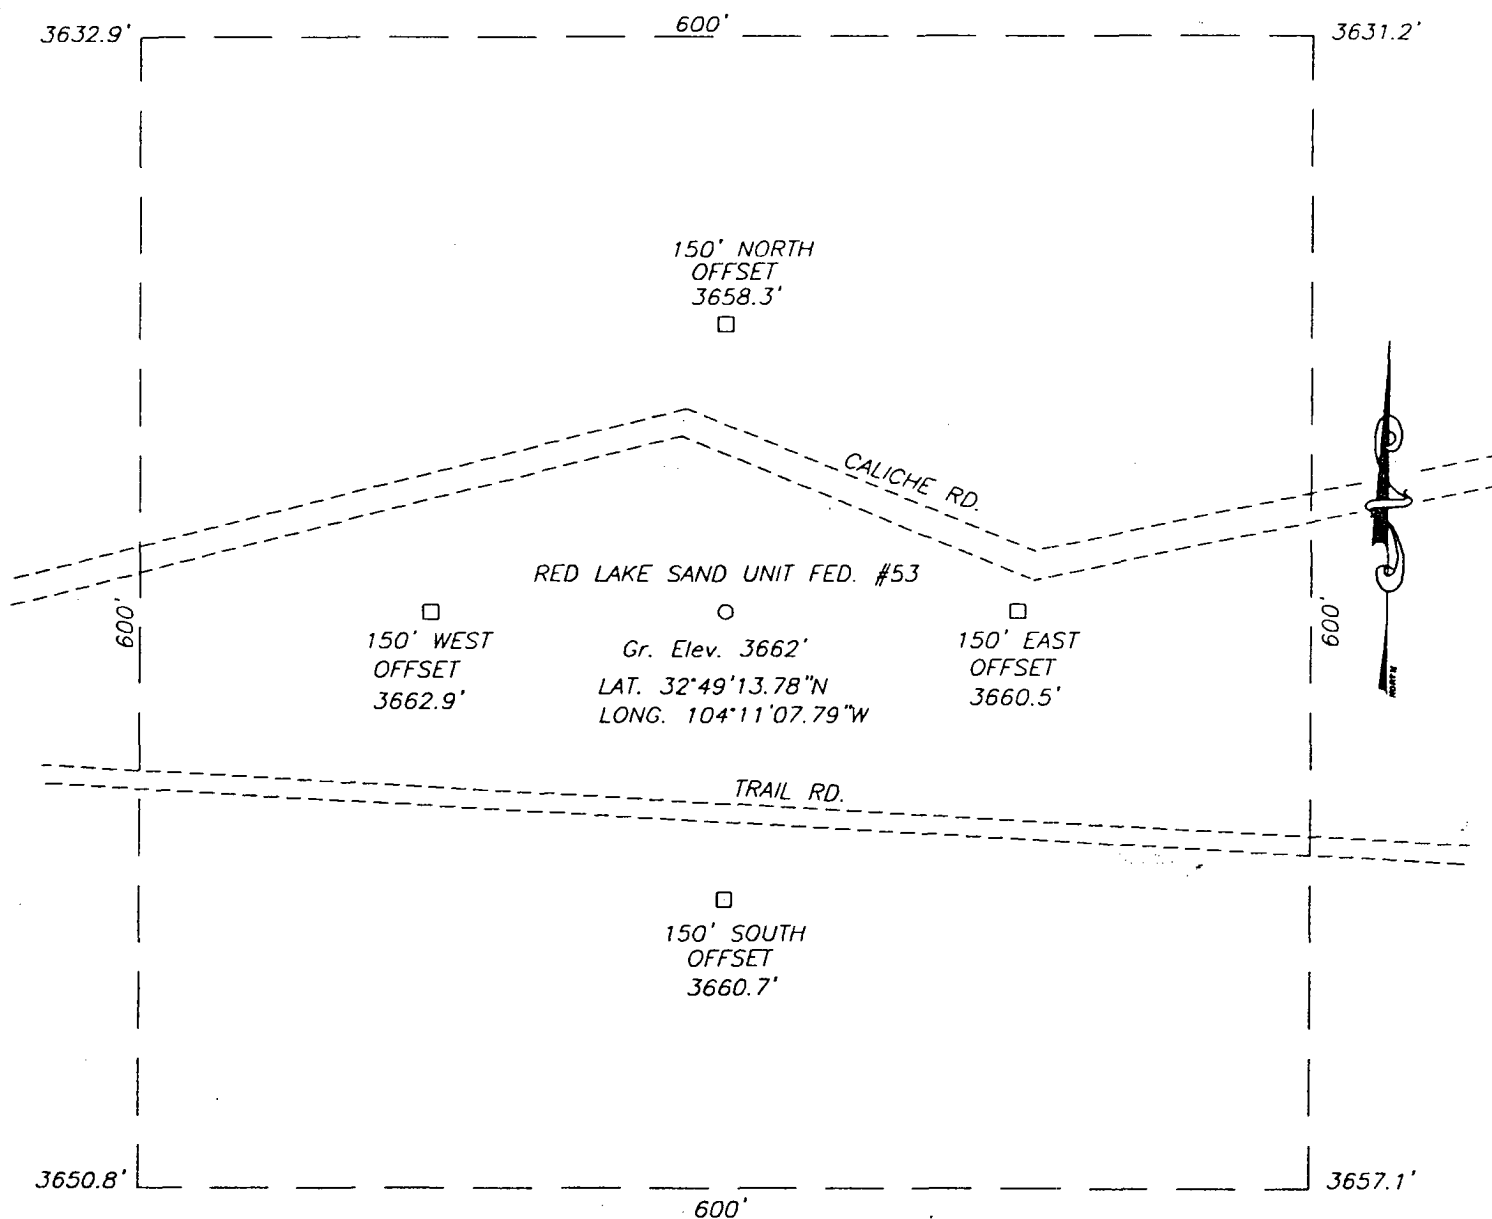 3632.9'
600'
3631.2'
150' NORTH
OFFSET
3658.3'
CALICHE RD.
RED LAKE SAND UNIT FED. #53
600'
150' WEST
OFFSET
3662.9'
Gr. Elev. 3662'
LAT. 32°49'13.78"N
LONG. 104°11'07.79"W
150' EAST
OFFSET
3660.5'
600'
NORTH
TRAIL RD.
150' SOUTH
OFFSET
3660.7'
3650.8'
600'
3657.1'